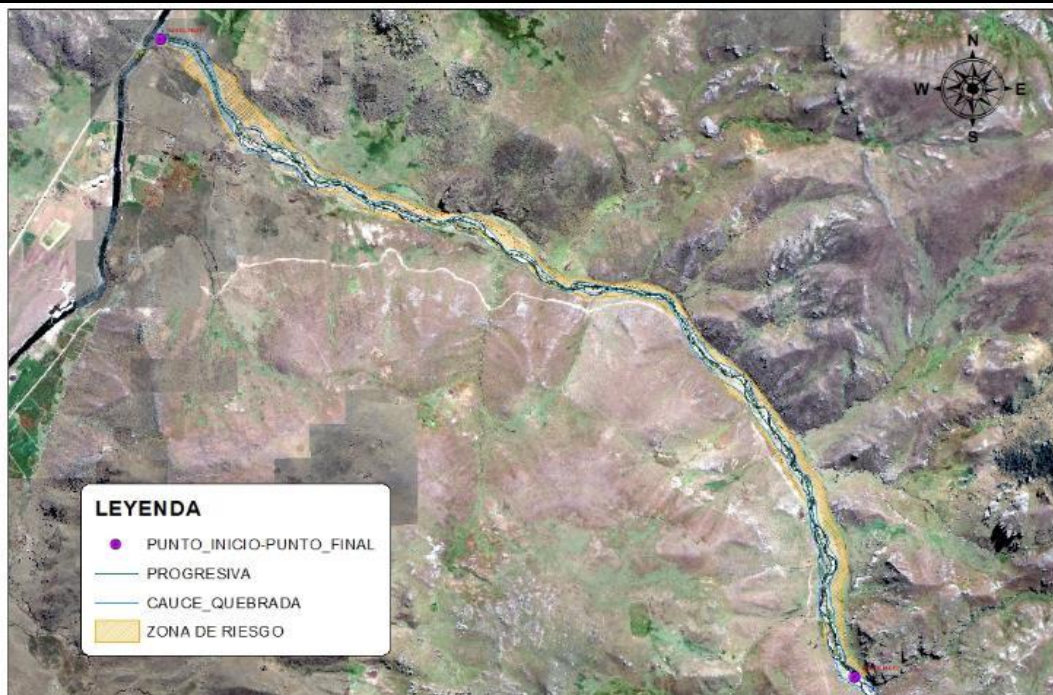 N
W
E
S
LEYENDA
PUNTO_INICIO-PUNTO_FINAL
PROGRESIVA
CAUCE_QUEBRADA
ZONA DE RIESGO